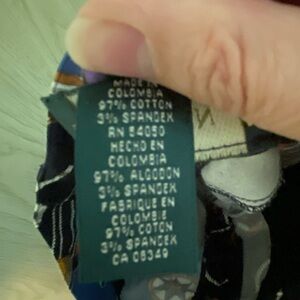 MADE IN
COLOMBIA
97% COTTON
3% SPANDEX
RN 54050
HECHO EN
COLOMBIA
97% ALGODON
3% SPANDEX
FABRIQUE EN
COLOMBIE
97% COTON
3% SPANDEX
CA 06349